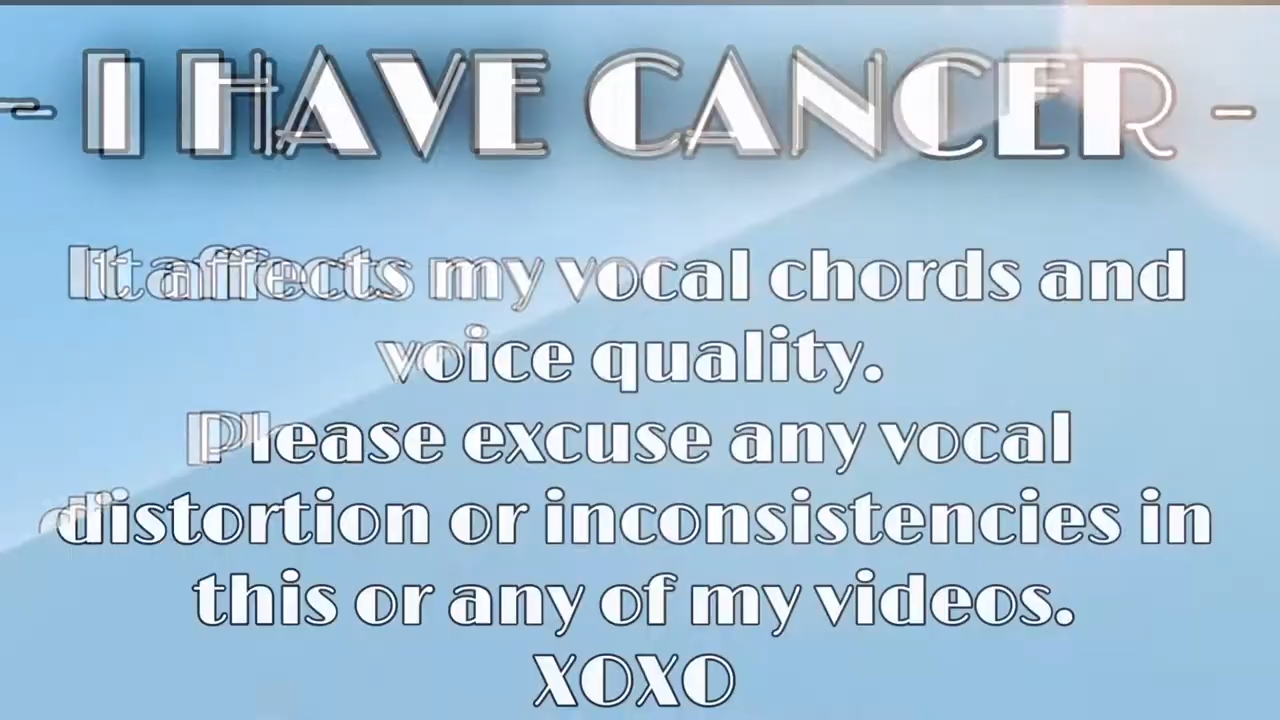 - I HAVE CANCER -
It affects my vocal chords and
voice quality.
Please excuse any vocal
distortion or inconsistencies in
this or any of my videos.
XOXO